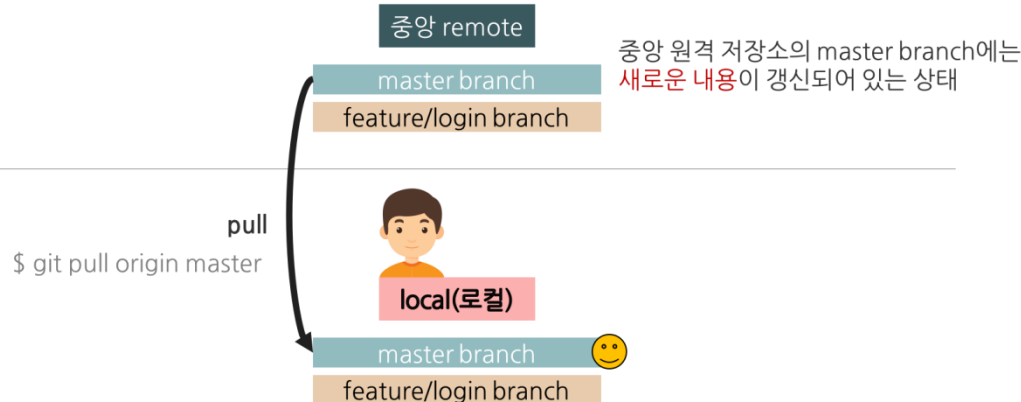 중앙 remote
master branch
feature/login branch
중앙 원격 저장소의 master branch에는
새로운 내용이 갱신되어 있는 상태
pull
$ git pull origin master
local(로컬)
master branch
feature/login branch